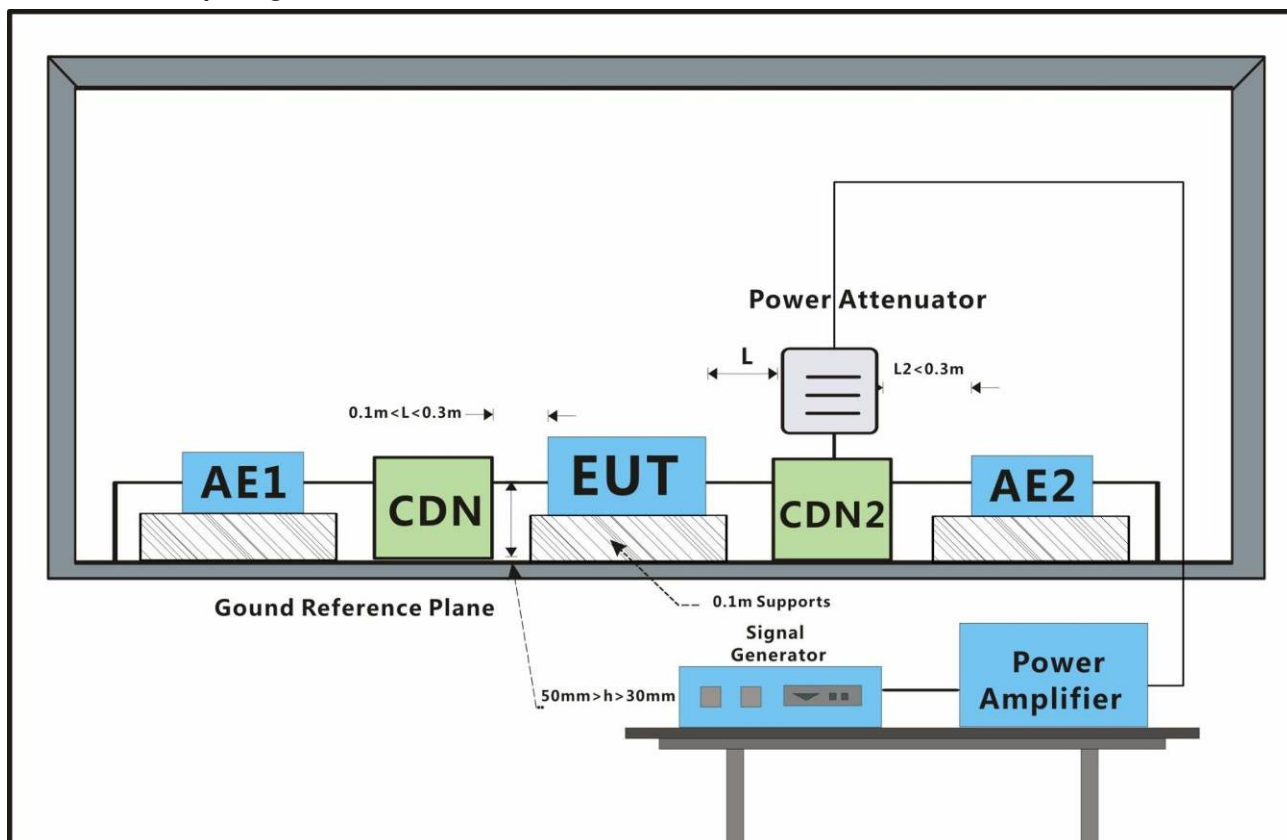 Power Attenuator
L
L2<0.3m
0.1m<L<0.3m
AE1
CDN
EUT
CDN2
AE2
Gound Reference Plane
0.1m Supports
Signal
Generator
50mm>h>30mm
Power
Amplifier